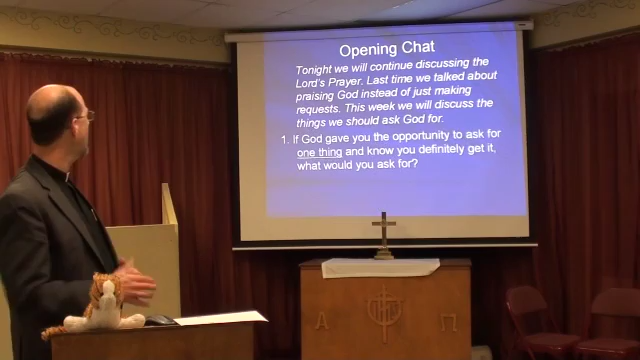 Opening Chat
Tonight we will continue discussing the
Lord's Prayer. Last time we talked about
praising God instead of just making
requests. This week we will discuss the
things we should ask God for.
1. If God gave you the opportunity to ask for
one thing and know you definitely get it,
what would you ask for?
Α
IHS
Π